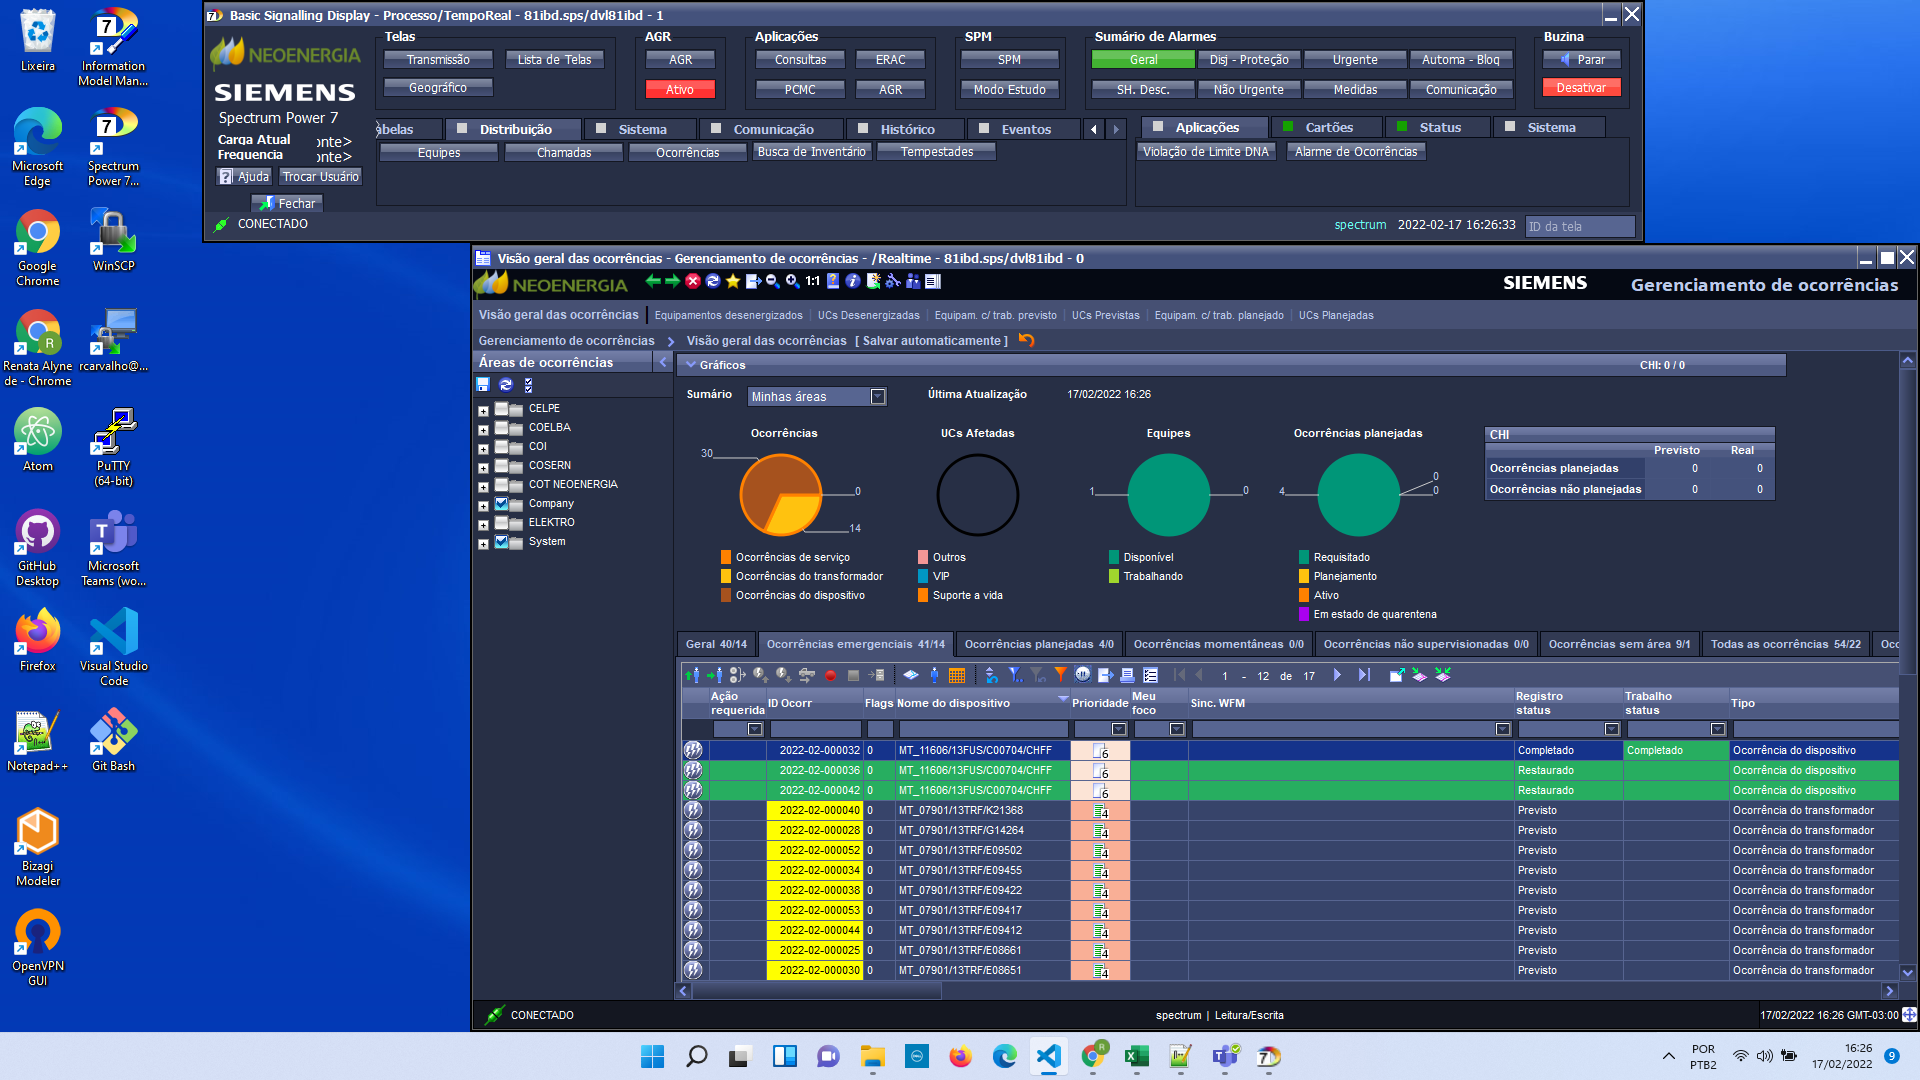 Lixeira
Information
Model Man...
Microsoft
Edge
Spectrum
Power 7...
Google
Chrome
WinSCP
Renata Alyne
de - Chrome
rcarvalho@...
Atom
PuTTY
(64-bit)
GitHub
Desktop
Microsoft
Teams (wo...
Firefox
Visual Studio
Code
Notepad++
Git Bash
Bizagi
Modeler
OpenVPN
GUI
Basic Signalling Display - Processo/TempoReal - 81ibd.sps/dvl81ibd - 1
NEOENERGIA
SIEMENS
Spectrum Power 7
Carga Atual onte>
Frequencia onte>
Ajuda Trocar Usuário
Fechar
CONECTADO
Telas
Transmissão Lista de Telas
Geográfico
AGR
AGR
Ativo
Aplicações
Consultas ERAC
PCMC AGR
SPM
SPM
Modo Estudo
Sumário de Alarmes
Geral Disj - Proteção Urgente Automa - Bloq
SH. Desc. Não Urgente Medidas Comunicação
Buzina
Parar
Desativar
abelas Distribuição Sistema Comunicação Histórico Eventos
Equipes Chamadas Ocorrências Busca de Inventário Tempestades
Aplicações Cartões Status Sistema
Violação de Limite DNA Alarme de Ocorrências
spectrum 2022-02-17 16:26:33 ID da tela
Visão geral das ocorrências - Gerenciamento de ocorrências - /Realtime - 81ibd.sps/dvl81ibd - 0
NEOENERGIA 1:1 SIEMENS Gerenciamento de ocorrências
Visão geral das ocorrências Equipamentos desenergizados UCs Desenergizadas Equipam. c/ trab. previsto UCs Previstas Equipam. c/ trab. planejado UCs Planejadas
Gerenciamento de ocorrências Visão geral das ocorrências [ Salvar automaticamente ]
Áreas de ocorrências
CELPE
COELBA
COI
COSERN
COT NEOENERGIA
Company
ELEKTRO
System
Gráficos CHI: 0 / 0
Sumário Minhas áreas Última Atualização 17/02/2022 16:26
Ocorrências UCs Afetadas Equipes Ocorrências planejadas
30 0 14
1 0
4 0 0
CHI
Previsto Real
Ocorrências planejadas 0 0
Ocorrências não planejadas 0 0
Ocorrências de serviço Outros Disponível Requisitado
Ocorrências do transformador VIP Trabalhando Planejamento
Ocorrências do dispositivo Suporte a vida Ativo
Em estado de quarentena
Geral 40/14 Ocorrências emergenciais 41/14 Ocorrências planejadas 4/0 Ocorrências momentâneas 0/0 Ocorrências não supervisionadas 0/0 Ocorrências sem área 9/1 Todas as ocorrências 54/22 Occ
1 - 12 de 17
Ação requerida ID Ocorr Flags Nome do dispositivo Prioridade Meu foco Sinc. WFM Registro status Trabalho status Tipo
2022-02-000032 0 MT_11606/13FUS/C00704/CHFF 6 Completado Completado Ocorrência do dispositivo
2022-02-000036 0 MT_11606/13FUS/C00704/CHFF 6 Restaurado Ocorrência do dispositivo
2022-02-000042 0 MT_11606/13FUS/C00704/CHFF 6 Restaurado Ocorrência do dispositivo
2022-02-000040 0 MT_07901/13TRF/K21368 4 Previsto Ocorrência do transformador
2022-02-000028 0 MT_07901/13TRF/G14264 4 Previsto Ocorrência do transformador
2022-02-000052 0 MT_07901/13TRF/E09502 4 Previsto Ocorrência do transformador
2022-02-000034 0 MT_07901/13TRF/E09455 4 Previsto Ocorrência do transformador
2022-02-000038 0 MT_07901/13TRF/E09422 4 Previsto Ocorrência do transformador
2022-02-000053 0 MT_07901/13TRF/E09417 4 Previsto Ocorrência do transformador
2022-02-000044 0 MT_07901/13TRF/E09412 4 Previsto Ocorrência do transformador
2022-02-000025 0 MT_07901/13TRF/E08661 4 Previsto Ocorrência do transformador
2022-02-000030 0 MT_07901/13TRF/E08651 4 Previsto Ocorrência do transformador
CONECTADO spectrum | Leitura/Escrita 17/02/2022 16:26 GMT-03:00
POR
PTB2
16:26
17/02/2022
9